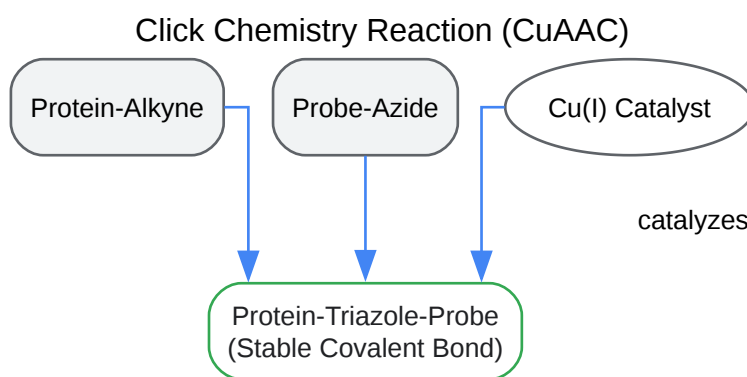 Click Chemistry Reaction (CuAAC)
Protein-Alkyne
Probe-Azide
Cu(I) Catalyst
catalyzes
Protein-Triazole-Probe
(Stable Covalent Bond)